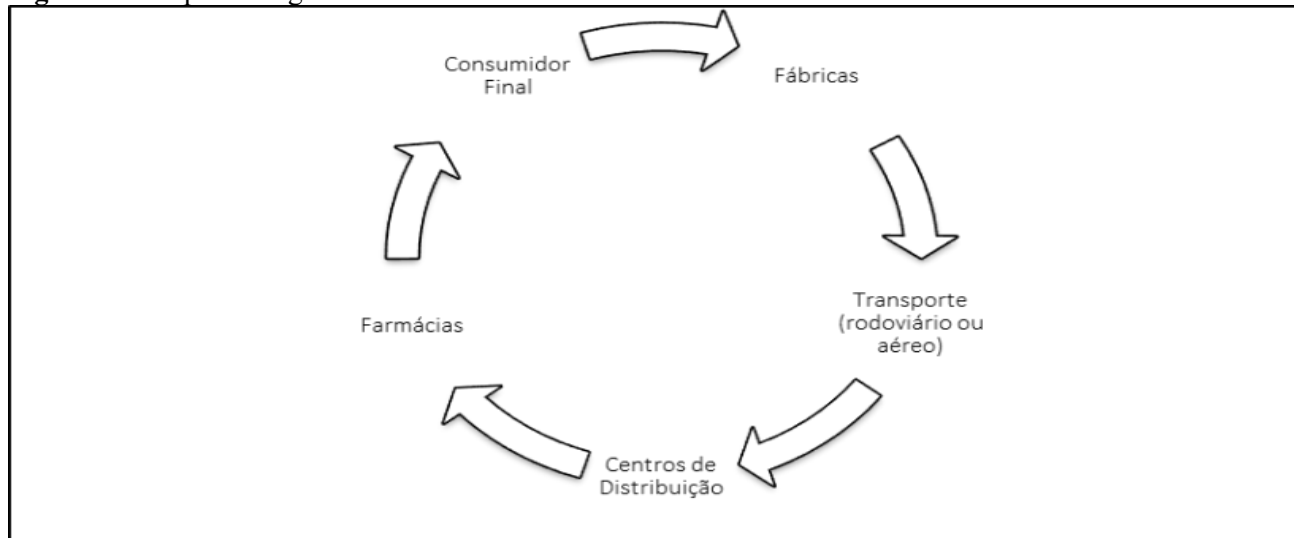 Consumidor
Final
Fábricas
Transporte
(rodoviário ou
aéreo)
Centros de
Distribuição
Farmácias